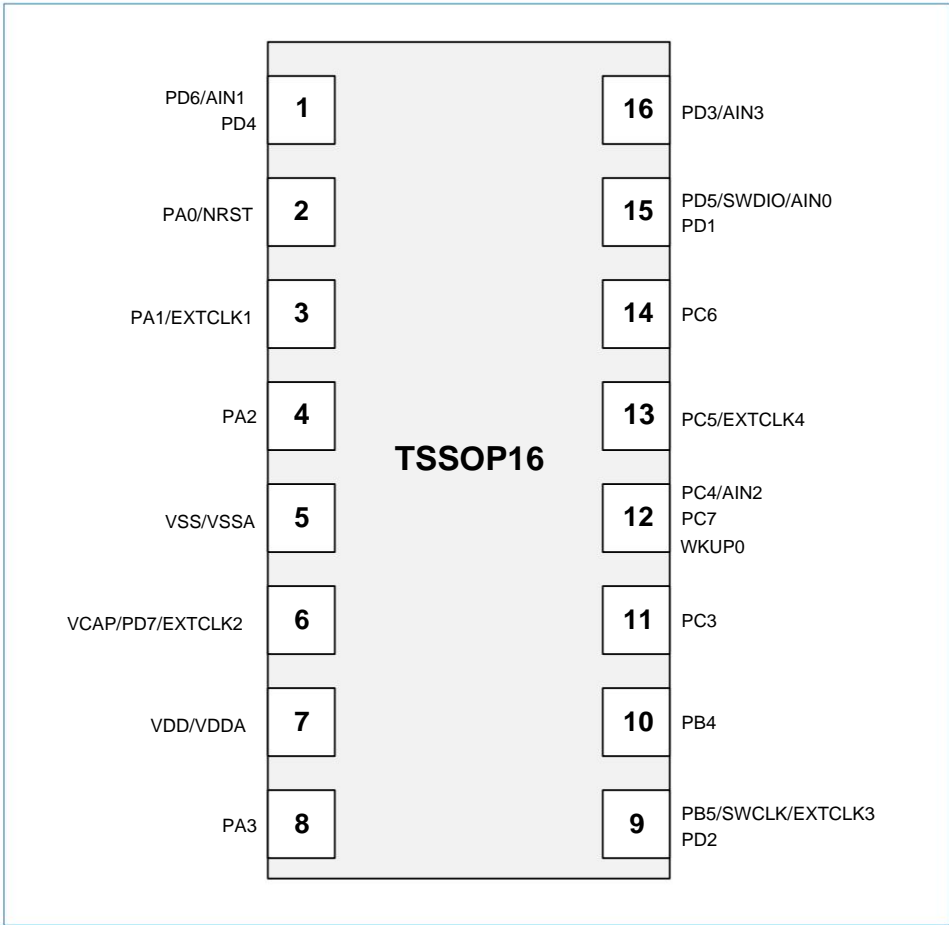 PD6/AIN1
PD4
1
PA0/NRST
2
PA1/EXTCLK1
3
PA2
4
VSS/VSSA
5
VCAP/PD7/EXTCLK2
6
VDD/VDDA
7
PA3
8
TSSOP16
16
PD3/AIN3
15
PD5/SWDIO/AIN0
PD1
14
PC6
13
PC5/EXTCLK4
12
PC4/AIN2
PC7
WKUP0
11
PC3
10
PB4
9
PB5/SWCLK/EXTCLK3
PD2